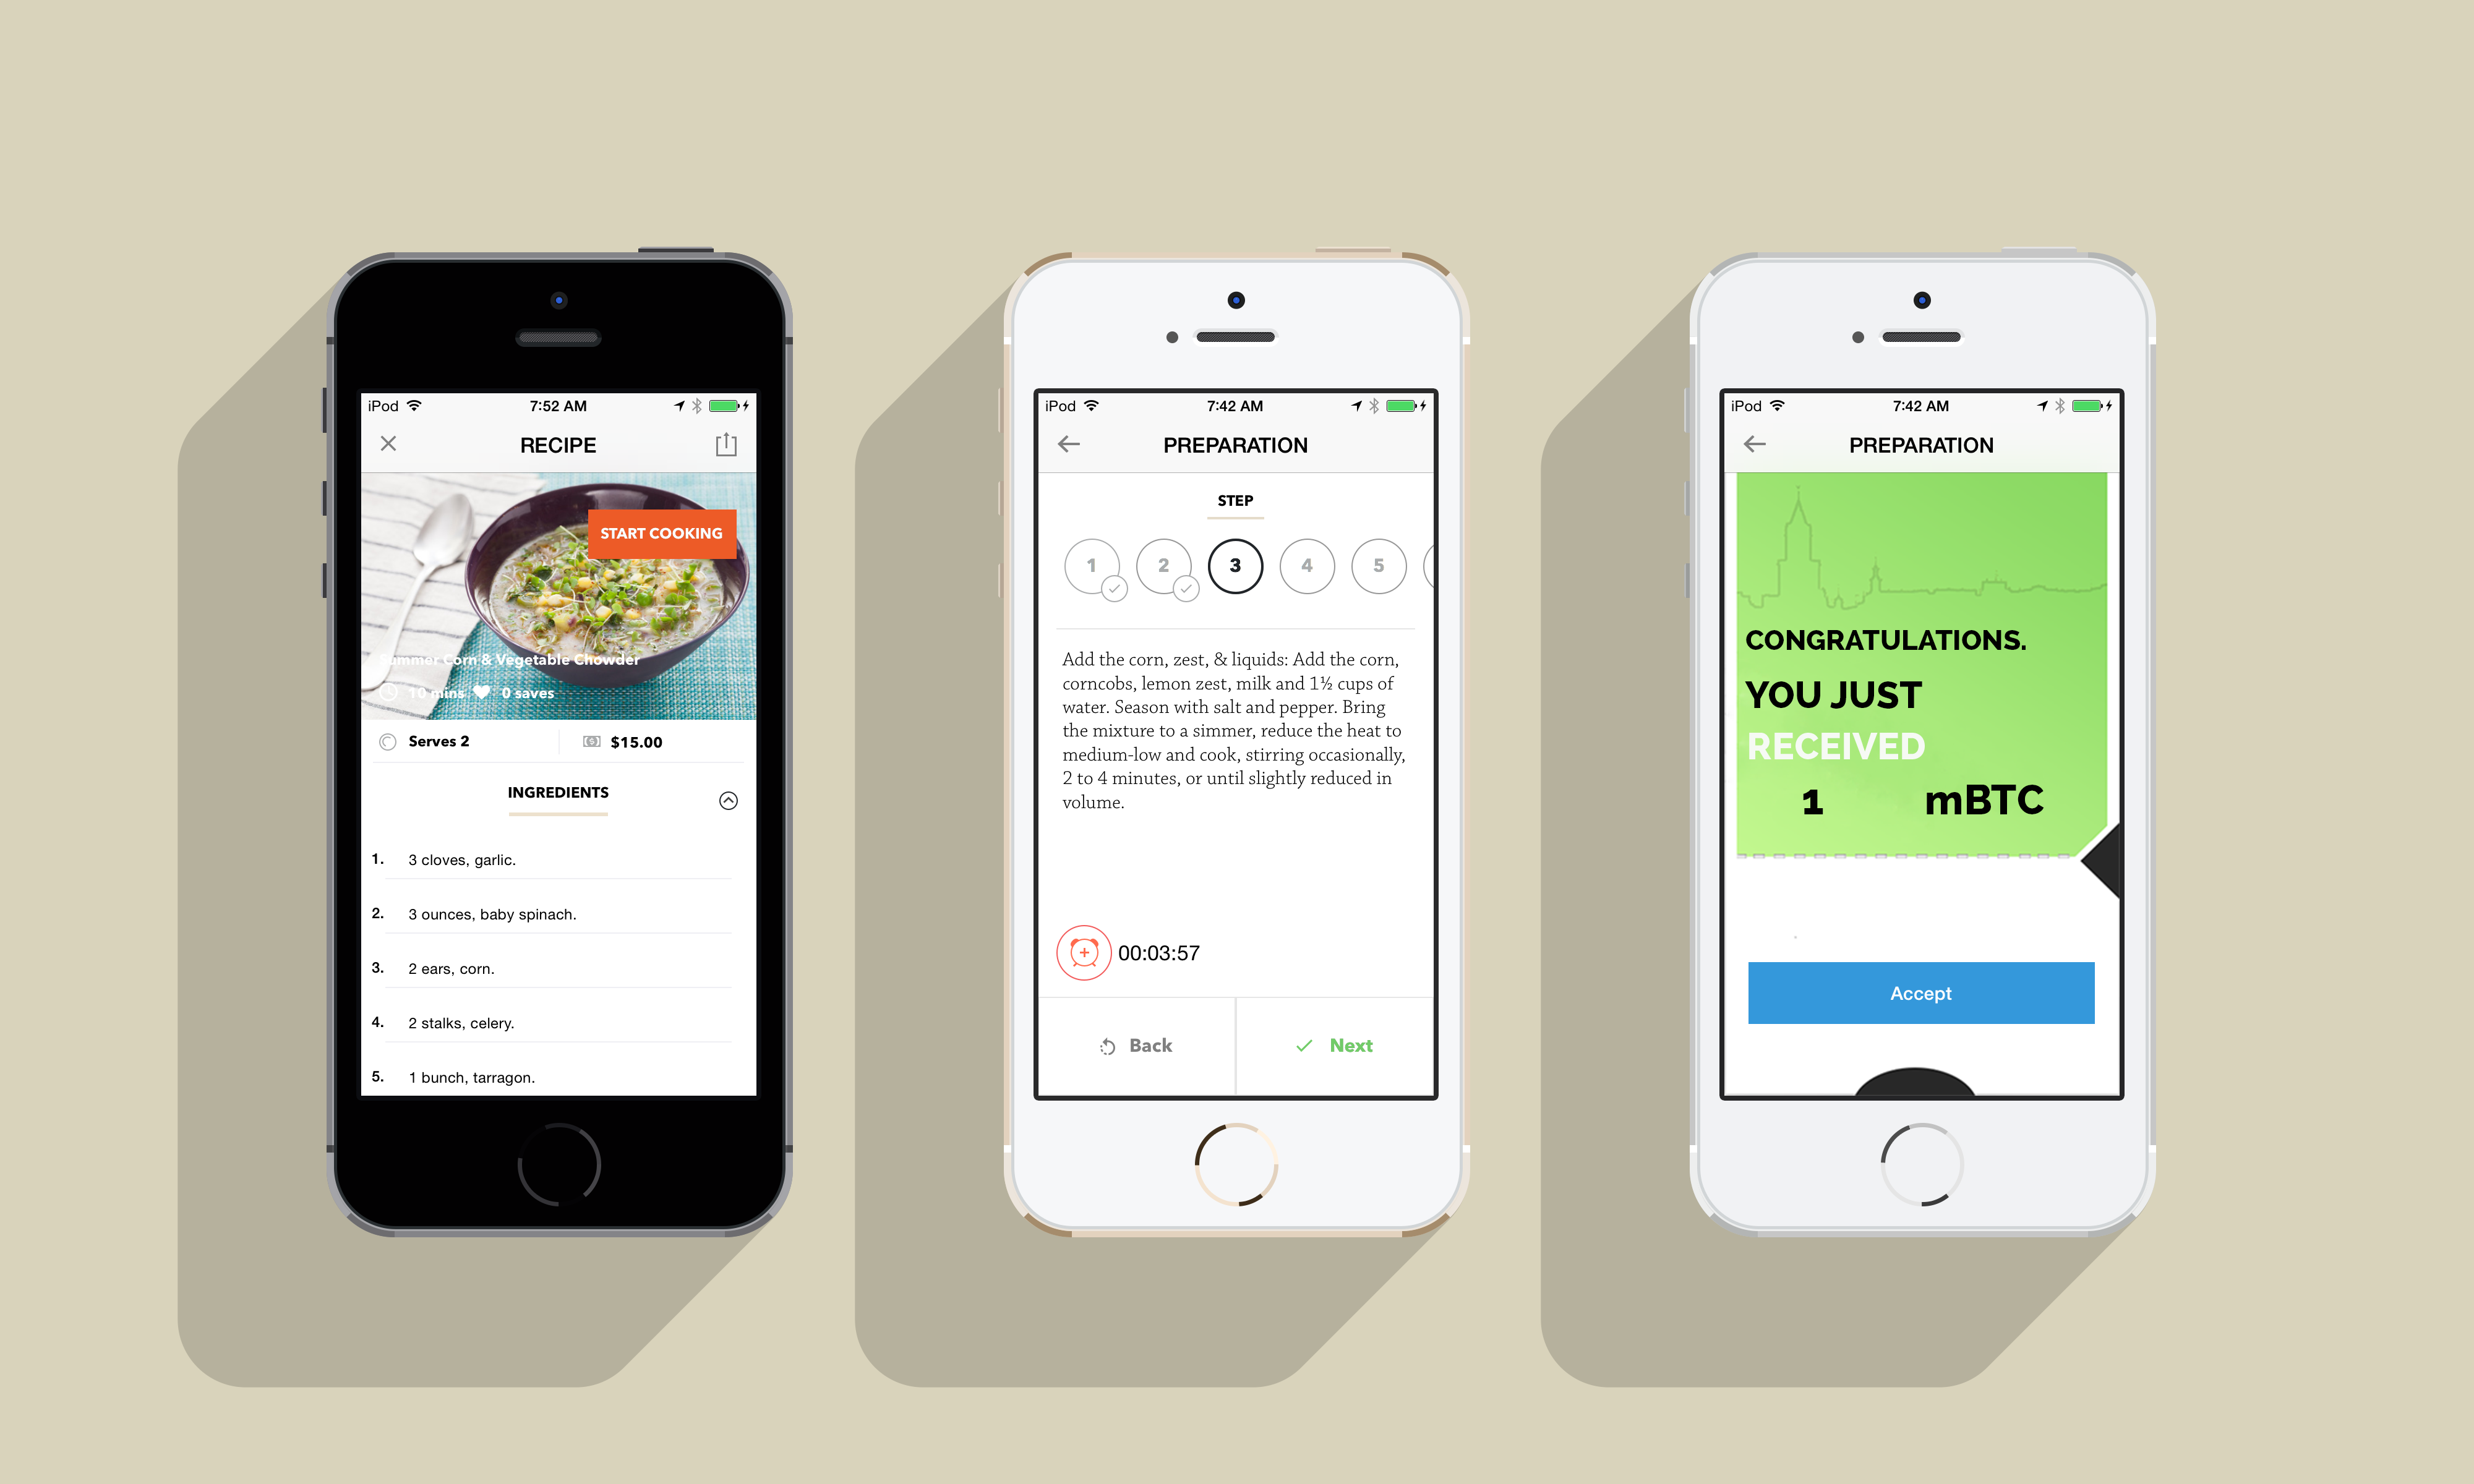 iPod 7:52 AM
RECIPE
START COOKING
Summer Corn & Vegetable Chowder
10 mins 0 saves
Serves 2 $15.00
INGREDIENTS
1. 3 cloves, garlic.
2. 3 ounces, baby spinach.
3. 2 ears, corn.
4. 2 stalks, celery.
5. 1 bunch, tarragon.
iPod 7:42 AM
PREPARATION
STEP
1 2 3 4 5
Add the corn, zest, & liquids: Add the corn,
corncobs, lemon zest, milk and 1½ cups of
water. Season with salt and pepper. Bring
the mixture to a simmer, reduce the heat to
medium-low and cook, stirring occasionally,
2 to 4 minutes, or until slightly reduced in
volume.
00:03:57
Back Next
iPod 7:42 AM
PREPARATION
CONGRATULATIONS.
YOU JUST
RECEIVED
1 mBTC
Accept